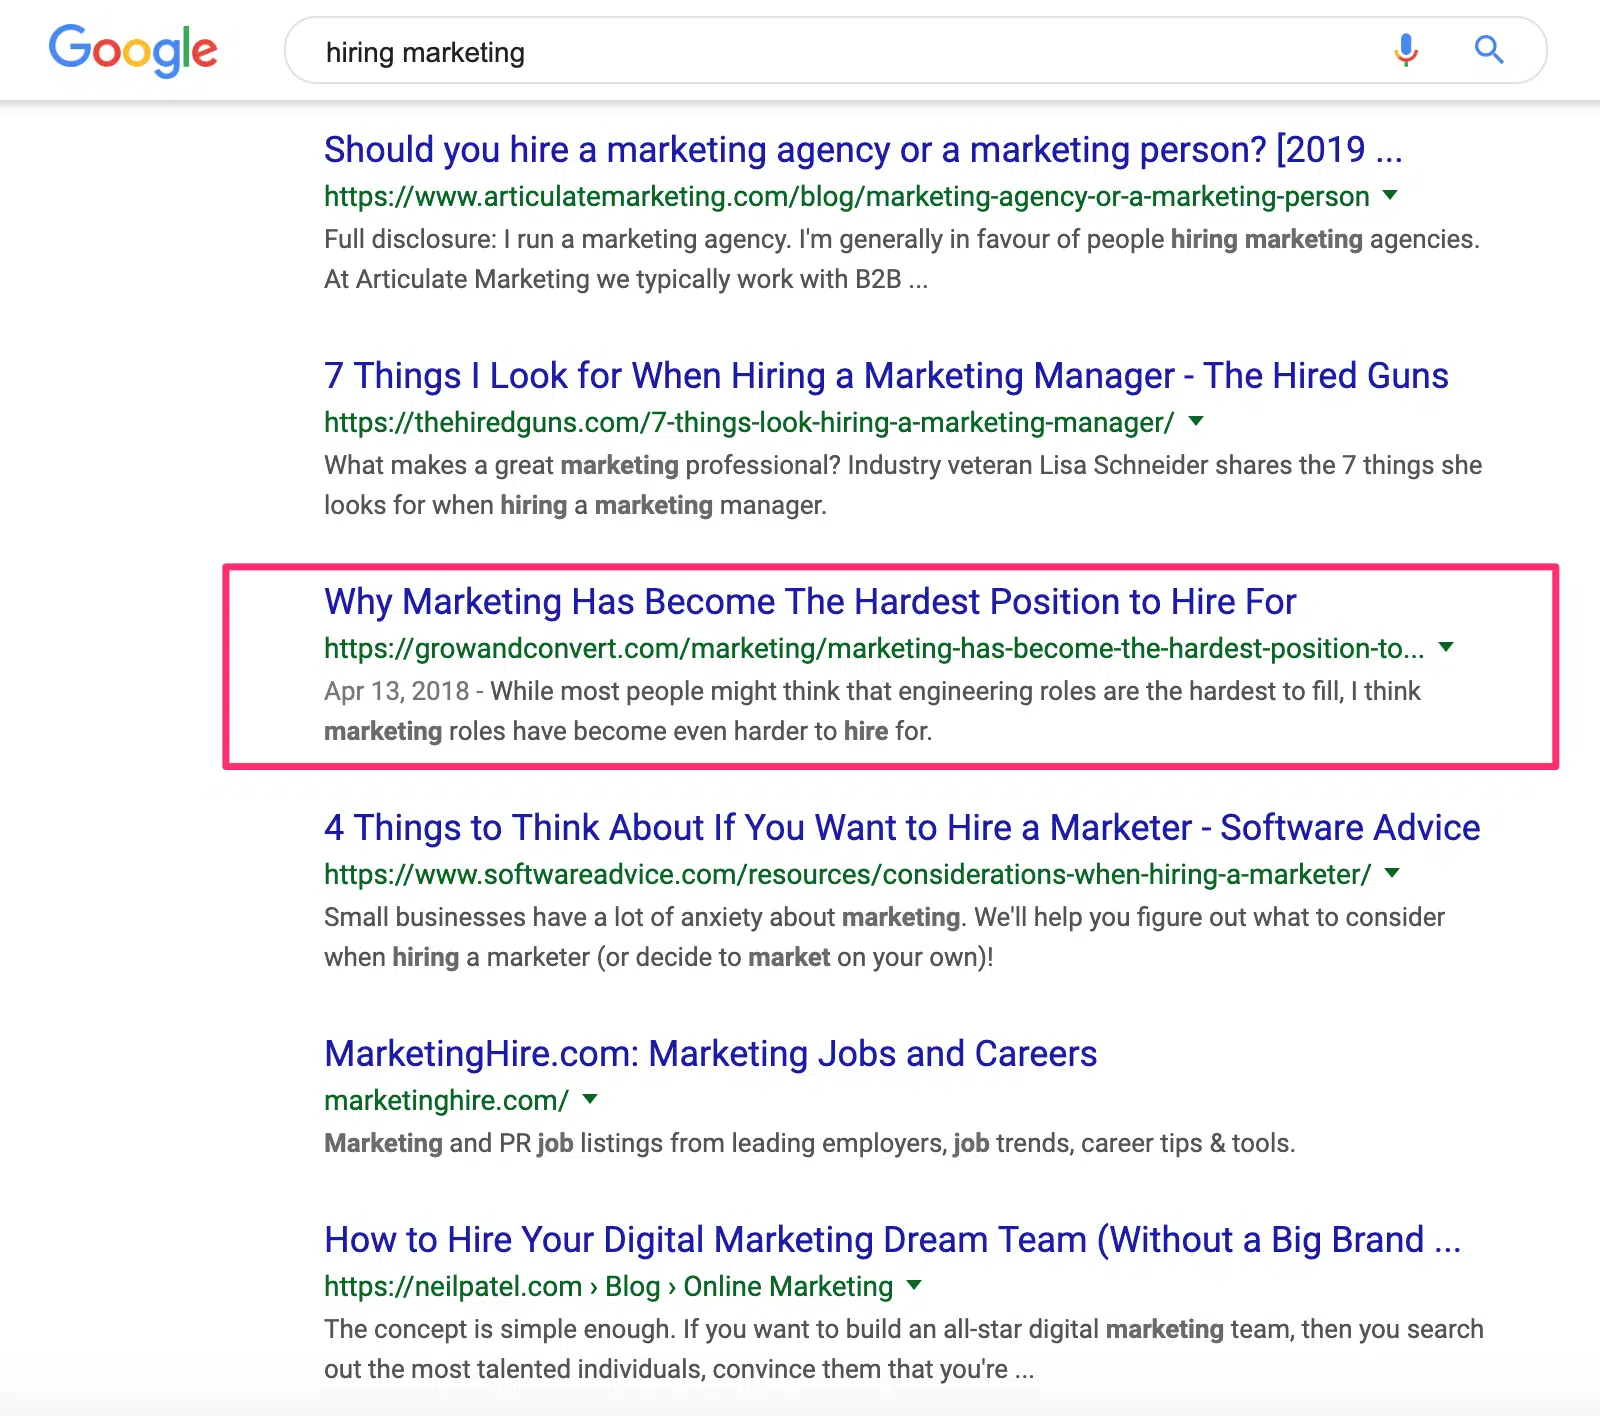 Google
hiring marketing
Should you hire a marketing agency or a marketing person? [2019 ...
https://www.articulatemarketing.com/blog/marketing-agency-or-a-marketing-person
Full disclosure: I run a marketing agency. I'm generally in favour of people hiring marketing agencies.
At Articulate Marketing we typically work with B2B ...
7 Things I Look for When Hiring a Marketing Manager - The Hired Guns
https://thehiredguns.com/7-things-look-hiring-a-marketing-manager/
What makes a great marketing professional? Industry veteran Lisa Schneider shares the 7 things she
looks for when hiring a marketing manager.
Why Marketing Has Become The Hardest Position to Hire For
https://growandconvert.com/marketing/marketing-has-become-the-hardest-position-to...
Apr 13, 2018 - While most people might think that engineering roles are the hardest to fill, I think
marketing roles have become even harder to hire for.
4 Things to Think About If You Want to Hire a Marketer - Software Advice
https://www.softwareadvice.com/resources/considerations-when-hiring-a-marketer/
Small businesses have a lot of anxiety about marketing. We'll help you figure out what to consider
when hiring a marketer (or decide to market on your own)!
MarketingHire.com: Marketing Jobs and Careers
marketinghire.com/
Marketing and PR job listings from leading employers, job trends, career tips & tools.
How to Hire Your Digital Marketing Dream Team (Without a Big Brand ...
https://neilpatel.com › Blog › Online Marketing
The concept is simple enough. If you want to build an all-star digital marketing team, then you search
out the most talented individuals, convince them that you're ...